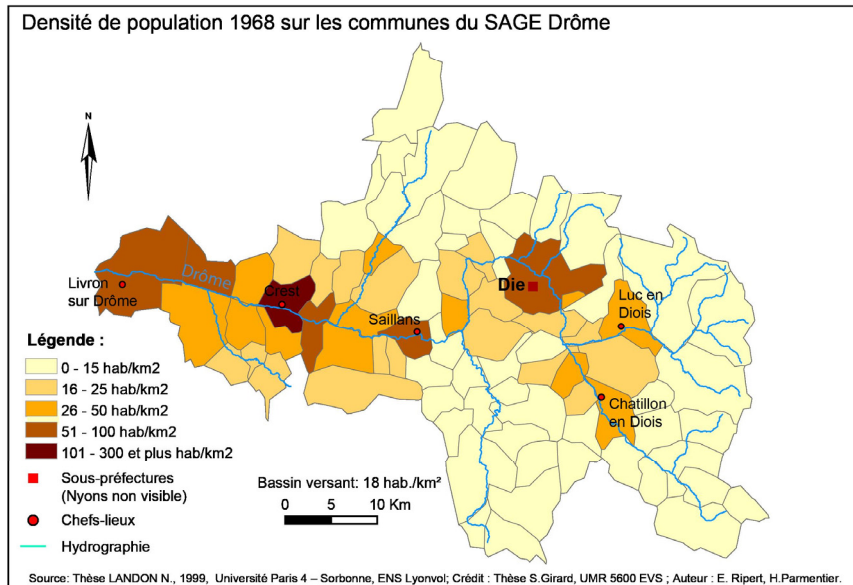 Densité de population 1968 sur les communes du SAGE Drôme
N
Drôme
Livron
sur Drôme
Crest
Saillans
Die
Luc en
Diois
Chatillon
en Diois
Légende :
0 - 15 hab/km2
16 - 25 hab/km2
26 - 50 hab/km2
51 - 100 hab/km2
101 - 300 et plus hab/km2
Sous-préfectures
(Nyons non visible)
Chefs-lieux
Hydrographie
Bassin versant: 18 hab./km²
0 5 10 Km
Source: Thèse LANDON N., 1999, Université Paris 4 – Sorbonne, ENS Lyonvol; Crédit : Thèse S.Girard, UMR 5600 EVS ; Auteur : E. Ripert, H.Parmentier.